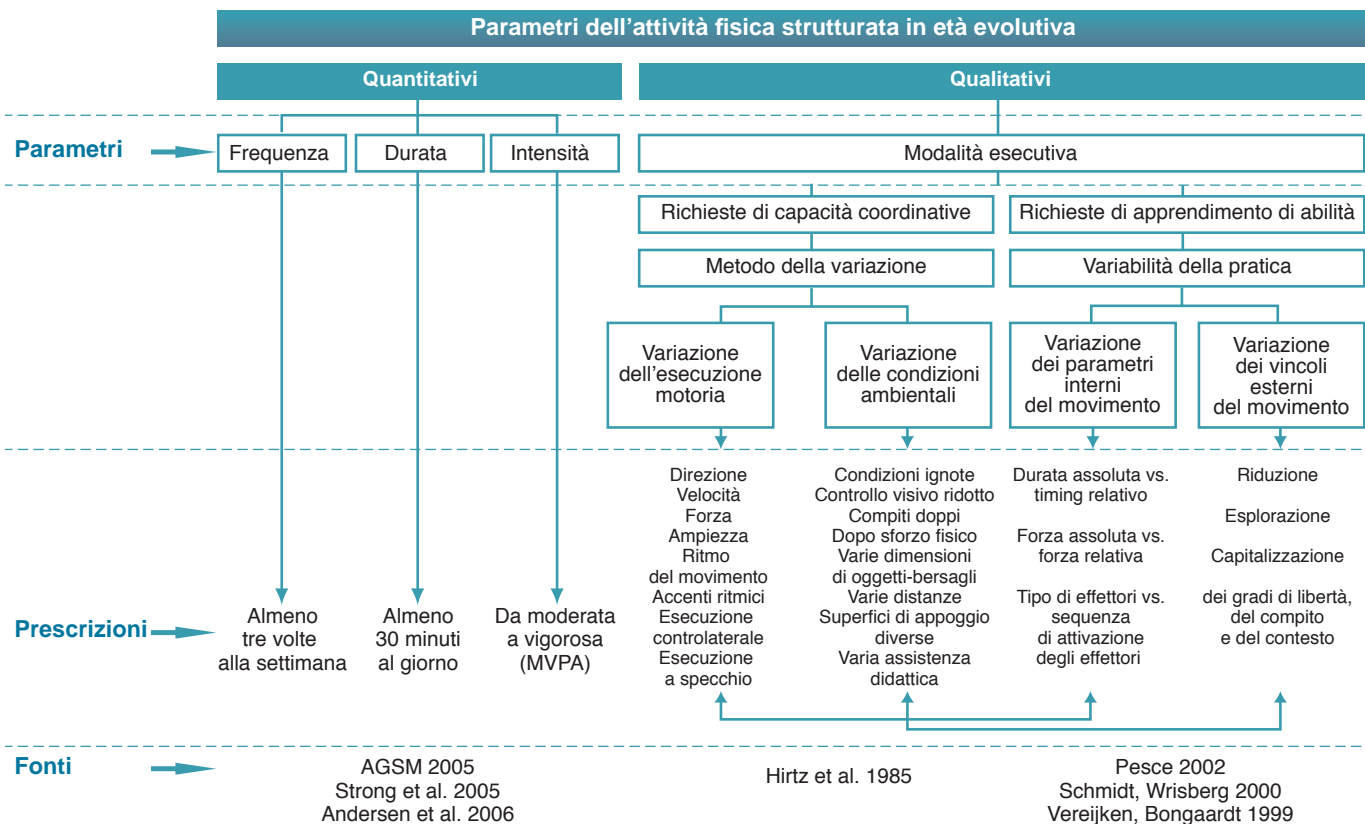 Parametri dell'attività fisica strutturata in età evolutiva
Quantitativi
Qualitativi
Parametri
Frequenza
Durata
Intensità
Modalità esecutiva
Richieste di capacità coordinative
Richieste di apprendimento di abilità
Metodo della variazione
Variabilità della pratica
Variazione
dell'esecuzione
motoria
Variazione
delle condizioni
ambientali
Variazione
dei parametri
interni
del movimento
Variazione
dei vincoli
esterni
del movimento
Prescrizioni
Almeno
tre volte
alla settimana
Almeno
30 minuti
al giorno
Da moderata
a vigorosa
(MVPA)
Direzione
Velocità
Forza
Ampiezza
Ritmo
del movimento
Accenti ritmici
Esecuzione
controlaterale
Esecuzione
a specchio
Condizioni ignote
Controllo visivo ridotto
Compiti doppi
Dopo sforzo fisico
Varie dimensioni
di oggetti-bersagli
Varie distanze
Superfici di appoggio
diverse
Varia assistenza
didattica
Durata assoluta vs.
timing relativo
Forza assoluta vs.
forza relativa
Tipo di effettori vs.
sequenza
di attivazione
degli effettori
Riduzione
Esplorazione
Capitalizzazione
dei gradi di libertà,
del compito
e del contesto
Fonti
AGSM 2005
Strong et al. 2005
Andersen et al. 2006
Hirtz et al. 1985
Pesce 2002
Schmidt, Wrisberg 2000
Vereijken, Bongaardt 1999